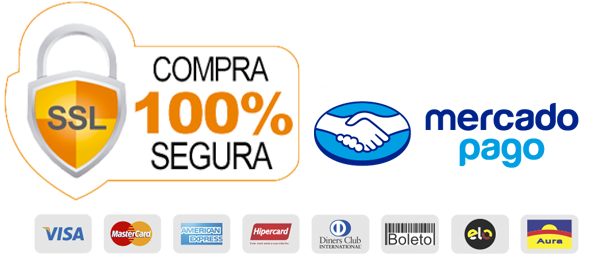 SSL
COMPRA
100%
SEGURA
mercado
pago
VISA
MasterCard
AMERICAN
EXPRESS
Hipercard
Diners Club
INTERNATIONAL
Boleto
elo
Aura